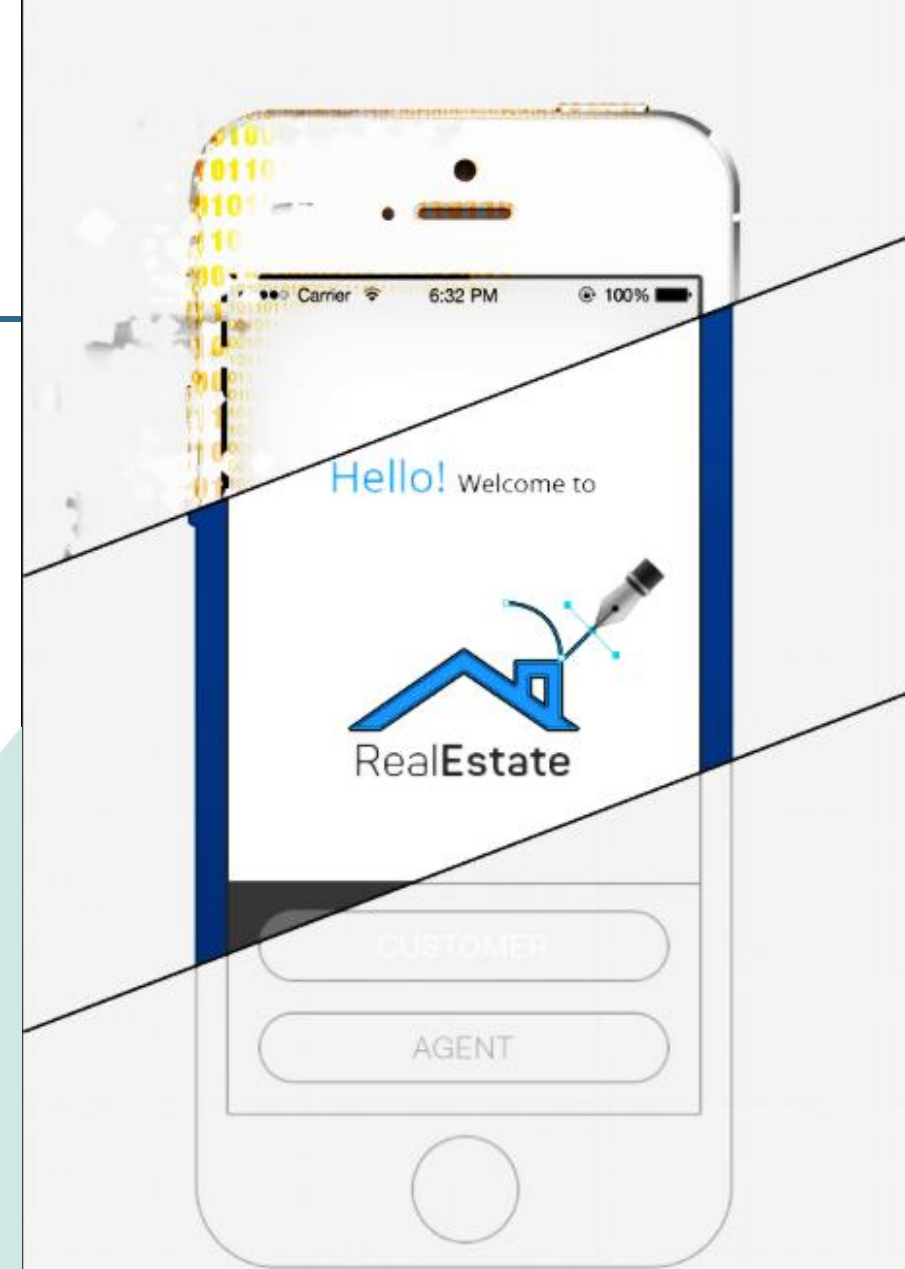 Carrier 6:32 PM 100%
Hello! Welcome to
RealEstate
CUSTOMER
AGENT